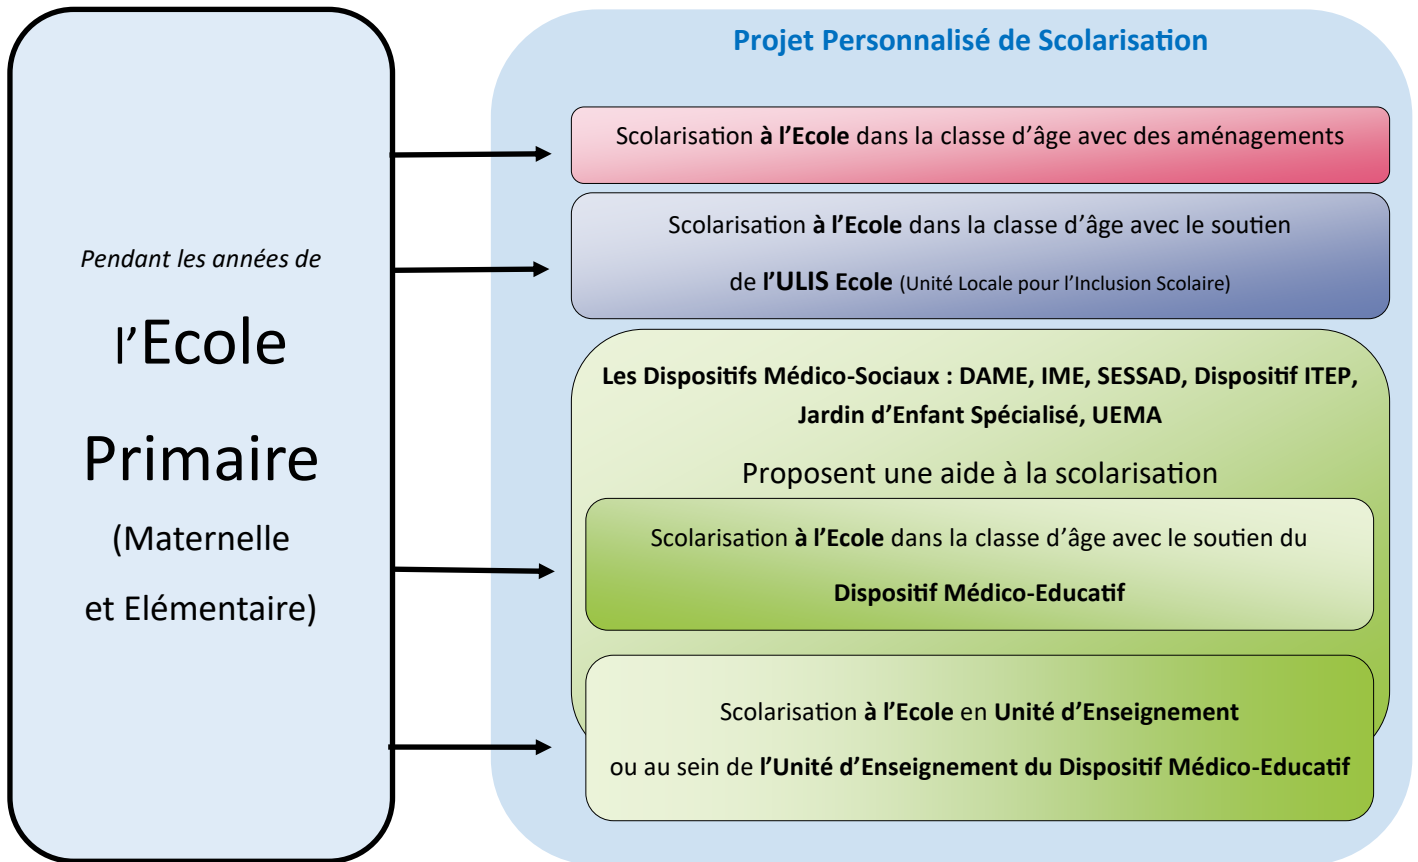 Pendant les années de
l’Ecole
Primaire
(Maternelle
et Elémentaire)
Projet Personnalisé de Scolarisation
Scolarisation à l’Ecole dans la classe d’âge avec des aménagements
Scolarisation à l’Ecole dans la classe d’âge avec le soutien
de l’ULIS Ecole (Unité Locale pour l’Inclusion Scolaire)
Les Dispositifs Médico-Sociaux : DAME, IME, SESSAD, Dispositif ITEP,
Jardin d’Enfant Spécialisé, UEMA
Proposent une aide à la scolarisation
Scolarisation à l’Ecole dans la classe d’âge avec le soutien du
Dispositif Médico-Educatif
Scolarisation à l’Ecole en Unité d’Enseignement
ou au sein de l’Unité d’Enseignement du Dispositif Médico-Educatif